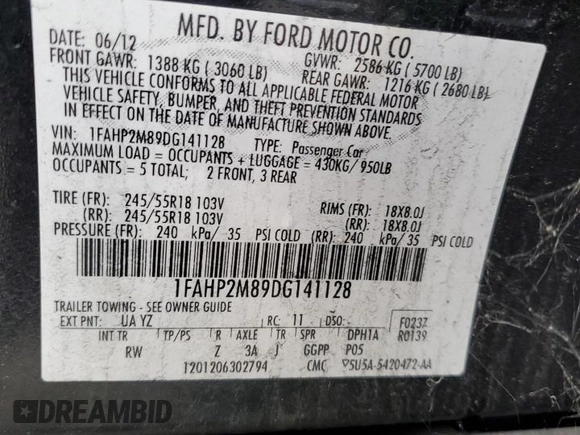 MFD. BY FORD MOTOR CO.
DATE: 06/12 GVWR: 2586 KG ( 5700 LB)
FRONT GAWR: 1388 KG ( 3060 LB) REAR GAWR: 1216 KG ( 2680 LB)
THIS VEHICLE CONFORMS TO ALL APPLICABLE FEDERAL MOTOR
VEHICLE SAFETY, BUMPER, AND THEFT PREVENTION STANDARDS
IN EFFECT ON THE DATE OF MANUFACTURE SHOWN ABOVE.
VIN: 1FAHP2M89DG141128 TYPE: Passenger Car
MAXIMUM LOAD = OCCUPANTS + LUGGAGE = 430KG/950LB
OCCUPANTS = 5 TOTAL; 2 FRONT, 3 REAR
TIRE (FR): 245/55R18 103V RIMS (FR): 18X8.0J
(RR): 245/55R18 103V (RR): 18X8.0J
PRESSURE (FR): 240 kPa/ 35 PSI COLD (RR): 240 kPa/ 35 PSI COLD
1FAHP2M89DG141128
TRAILER TOWING - SEE OWNER GUIDE
EXT PNT: UA YZ RC: 11 DSO: F0237
INT TR TP/PS R AXLE TR SPR DPH1A R0139
RW Z 3A J GGPP P05
1201206302794 CMC 5U5A-5420472-AA
DREAMBID